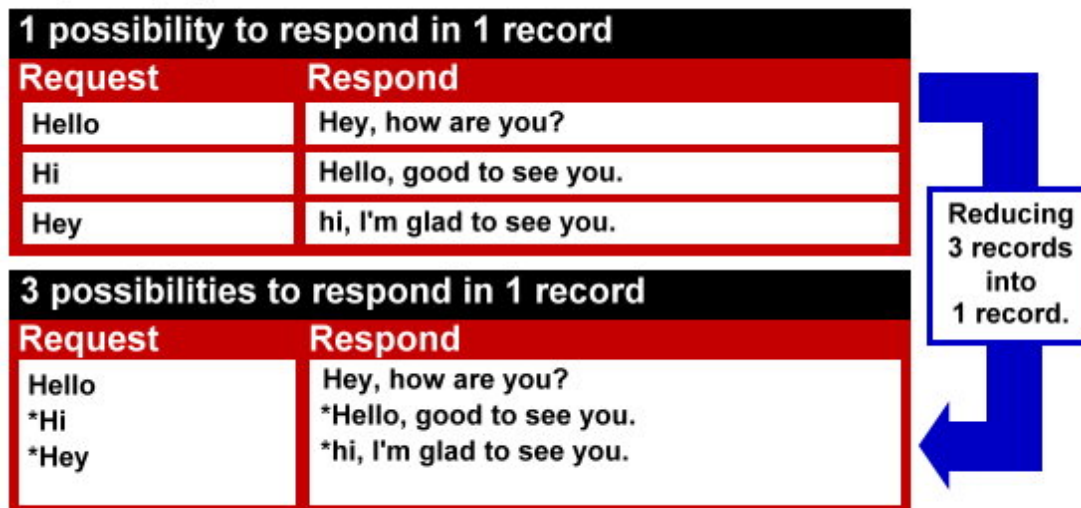 1 possibility to respond in 1 record
Request Respond
Hello Hey, how are you?
Hi Hello, good to see you.
Hey hi, I'm glad to see you.
3 possibilities to respond in 1 record
Request Respond
Hello Hey, how are you?
*Hi *Hello, good to see you.
*Hey *hi, I'm glad to see you.
Reducing
3 records
into
1 record.